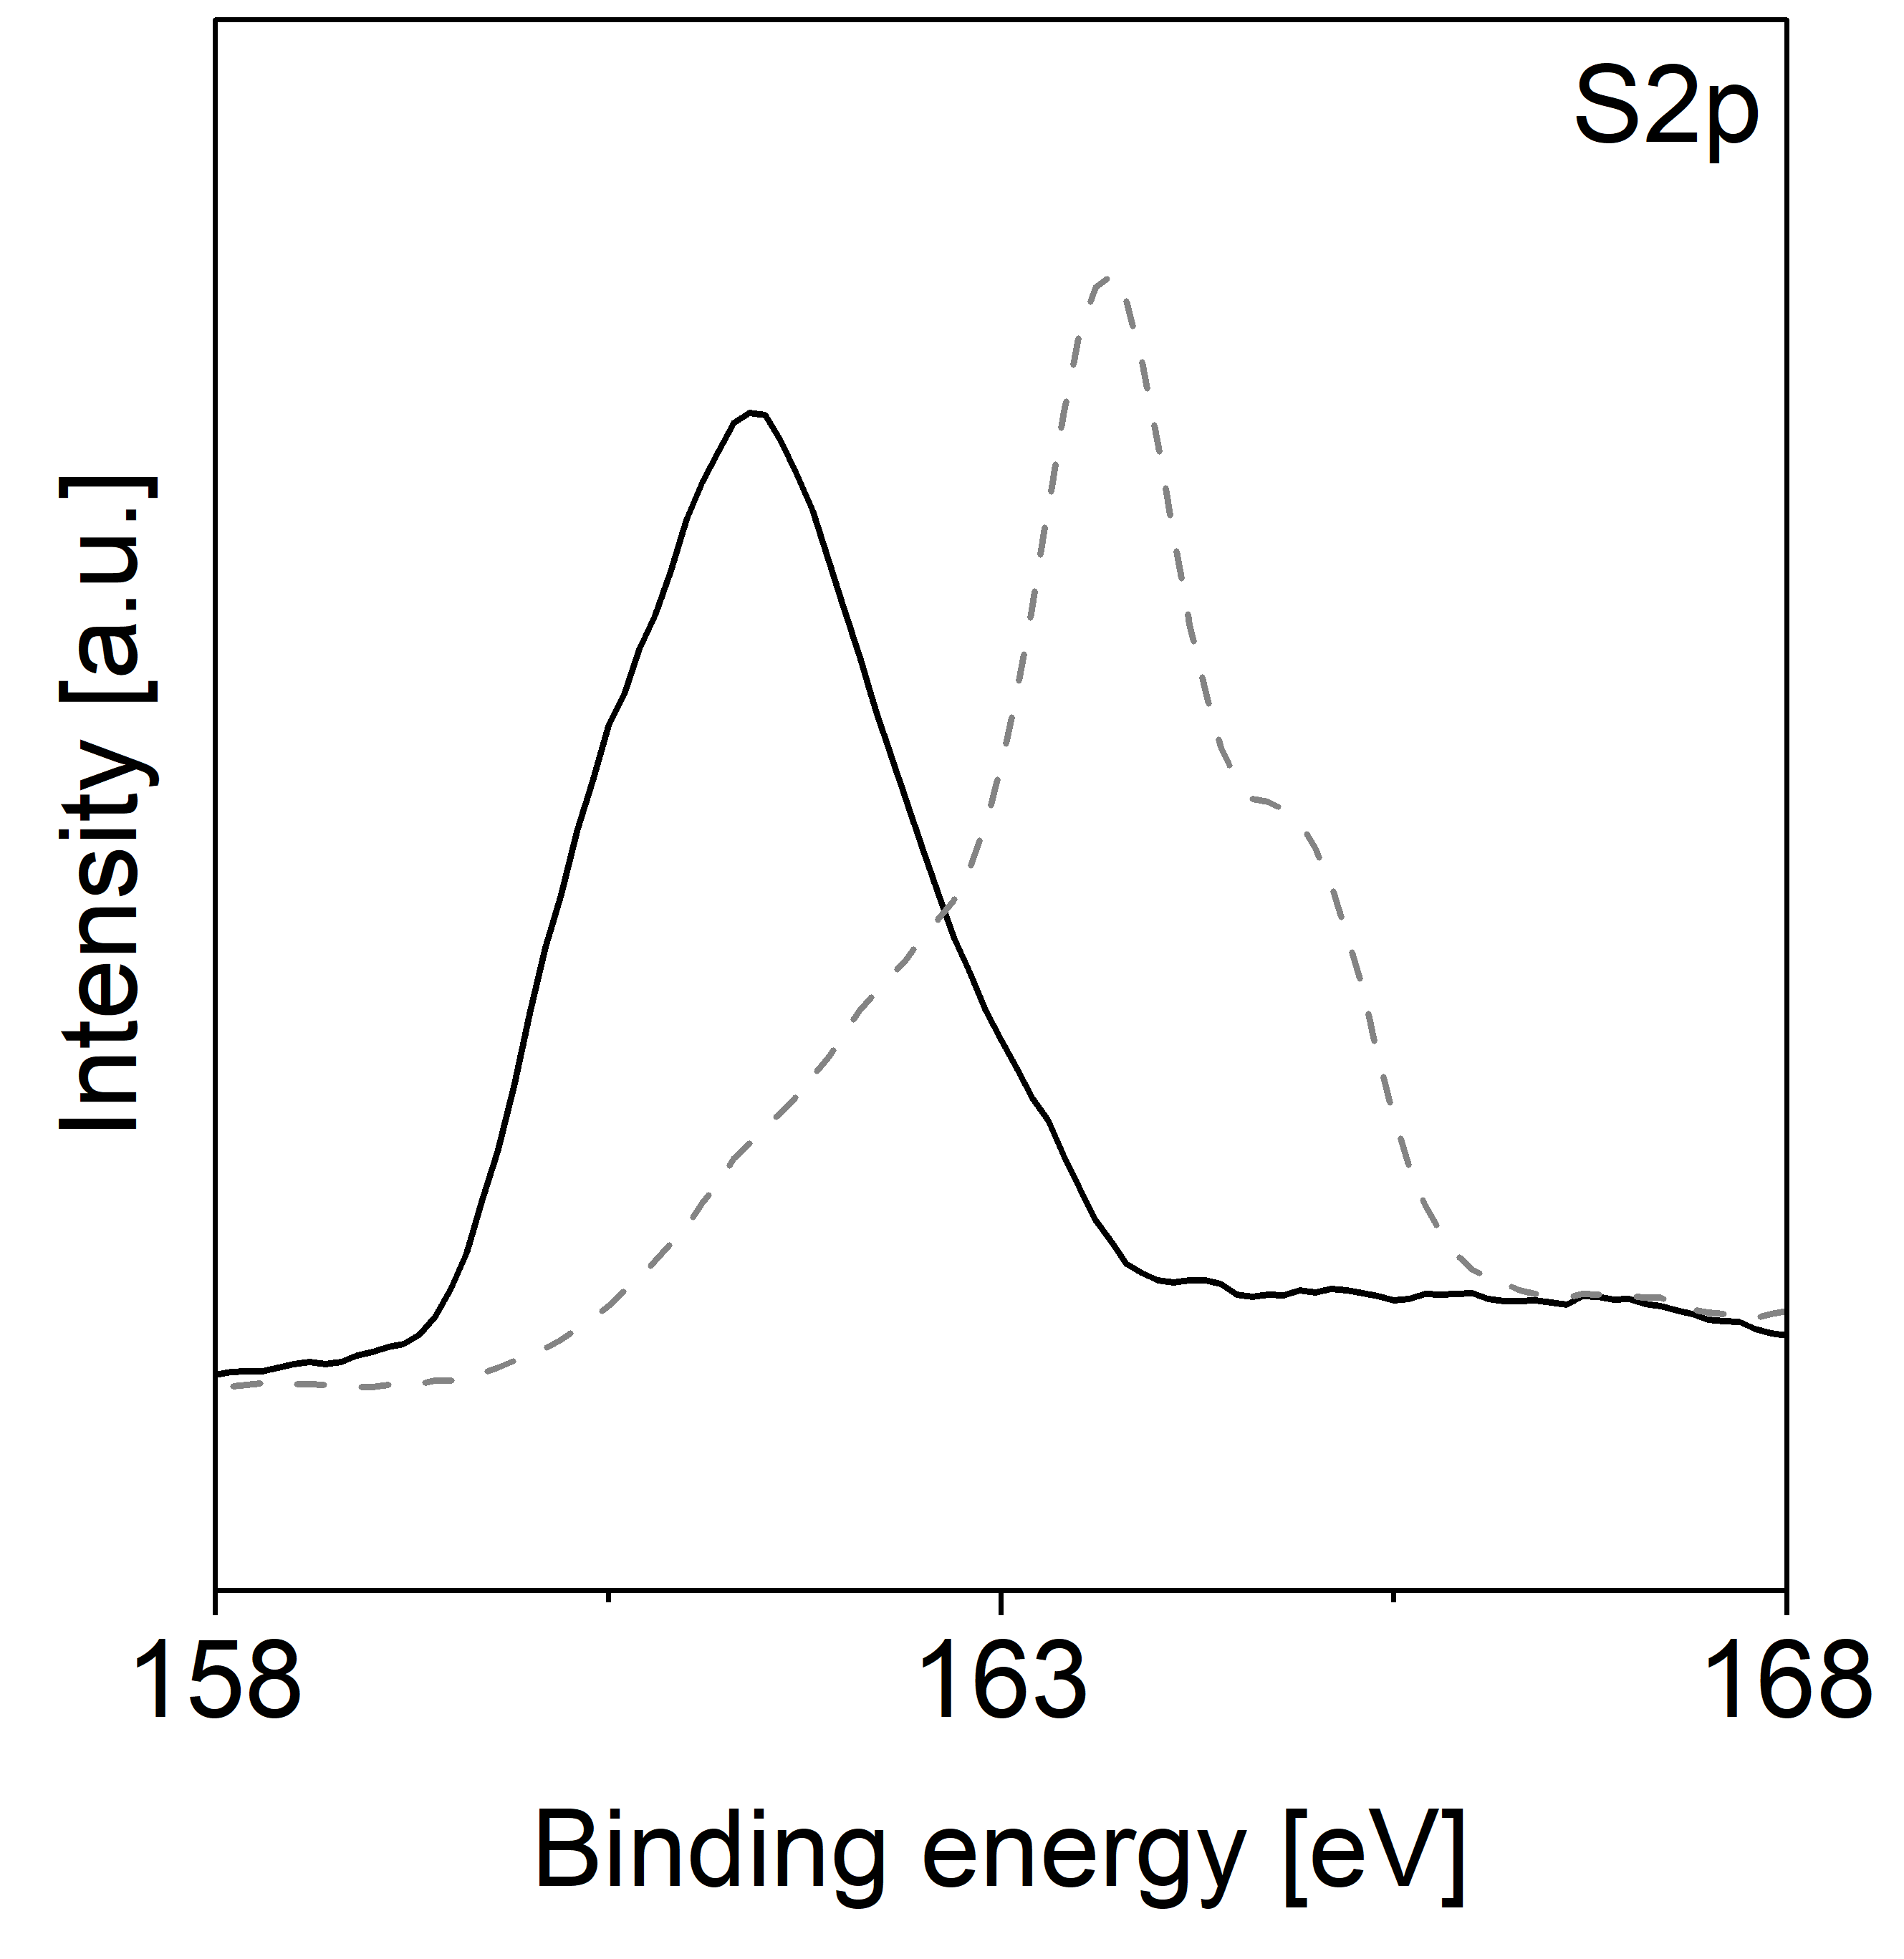 S2p
Intensity [a.u.]
158 163 168
Binding energy [eV]